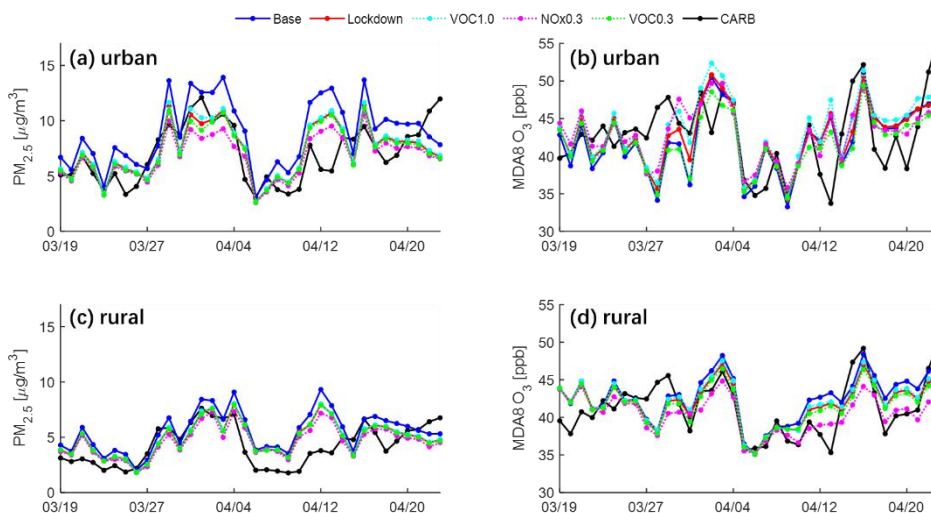 Base Lockdown VOC1.0 NOx0.3 VOC0.3 CARB
(a) urban
PM2.5 [μg/m³]
15
10
5
0
03/19 03/27 04/04 04/12 04/20
(b) urban
MDA8 O3 [ppb]
55
50
45
40
35
30
03/19 03/27 04/04 04/12 04/20
(c) rural
PM2.5 [μg/m³]
15
10
5
0
03/19 03/27 04/04 04/12 04/20
(d) rural
MDA8 O3 [ppb]
55
50
45
40
35
30
03/19 03/27 04/04 04/12 04/20